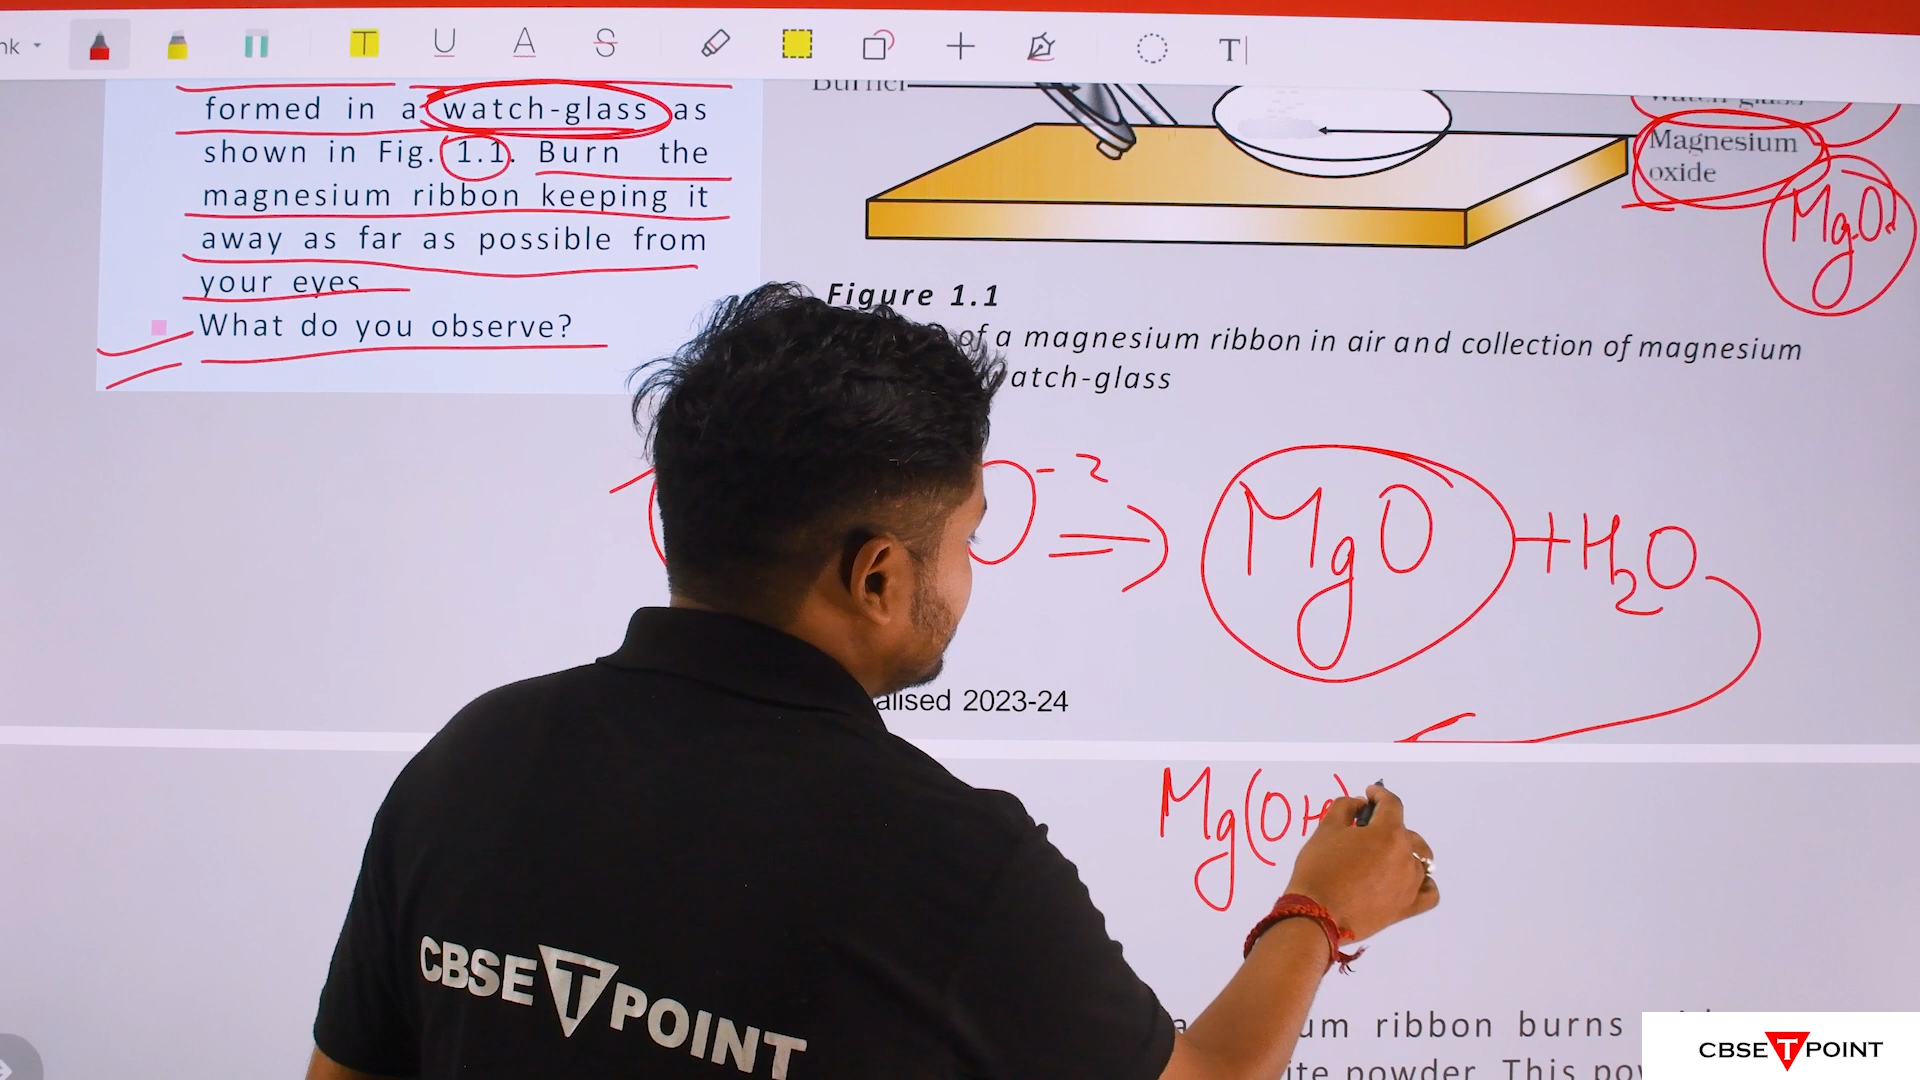 T U A S T
formed in a watch-glass as
shown in Fig. 1.1. Burn the
magnesium ribbon keeping it
away as far as possible from
your eyes
What do you observe?
Burner
watch-glass
Magnesium
oxide
MgO
Figure 1.1
of a magnesium ribbon in air and collection of magnesium
watch-glass
O-2 => MgO + H2O
alised 2023-24
Mg(OH)
um ribbon burns
ite powder. This
CBSE T POINT
CBSE T POINT